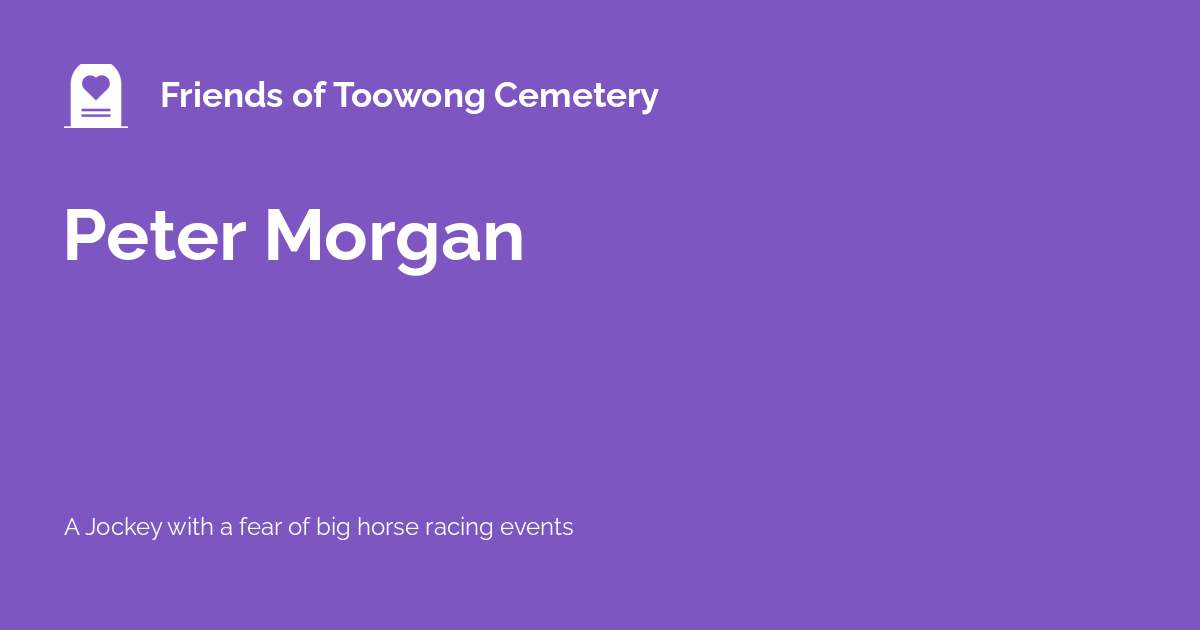 Friends of Toowong Cemetery
Peter Morgan
A Jockey with a fear of big horse racing events